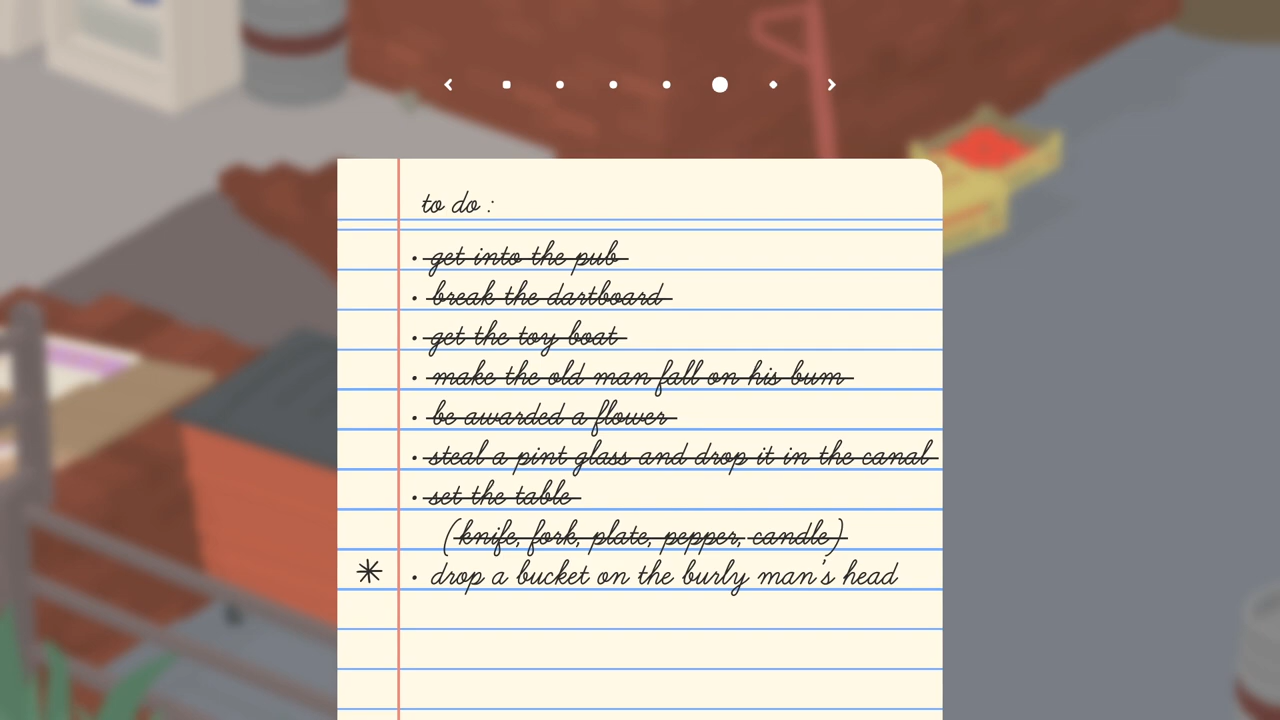 to do :
• get into the pub
• break the dartboard
• get the toy boat
• make the old man fall on his bum
• be awarded a flower
• steal a pint glass and drop it in the canal
• set the table
(knife, fork, plate, pepper, candle)
* • drop a bucket on the burly man's head